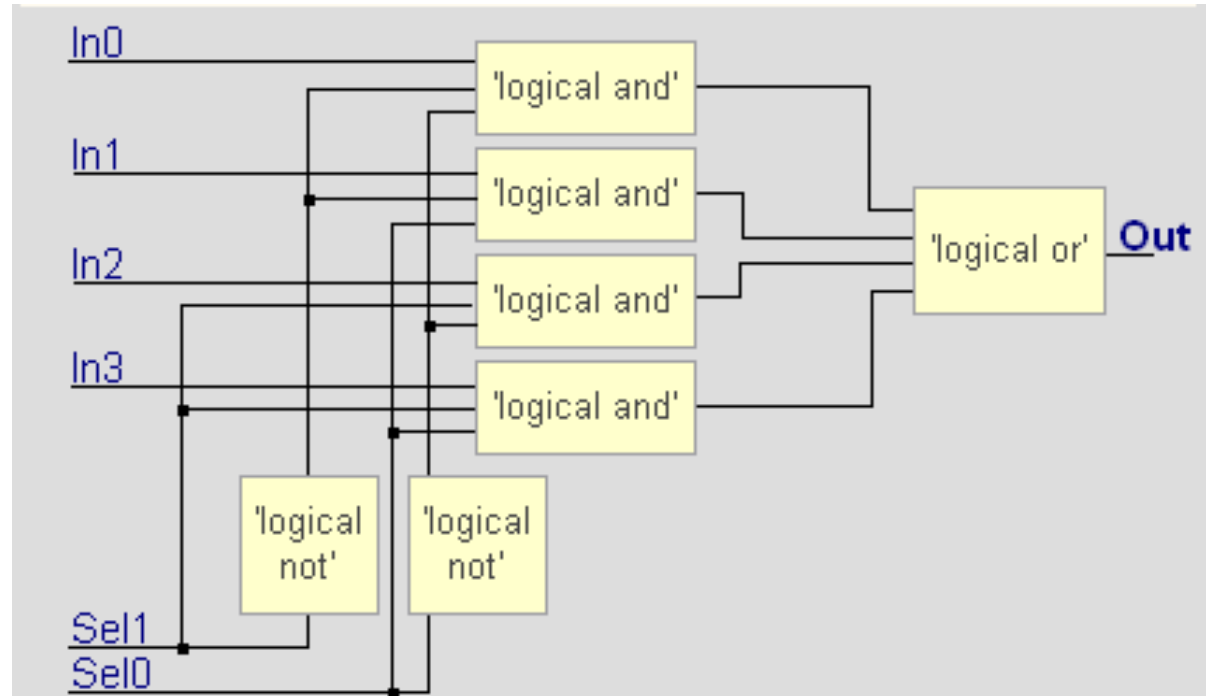 In0
'logical and'
In1
'logical and'
In2
'logical and'
In3
'logical and'
'logical or'
Out
'logical
not'
'logical
not'
Sel1
Sel0